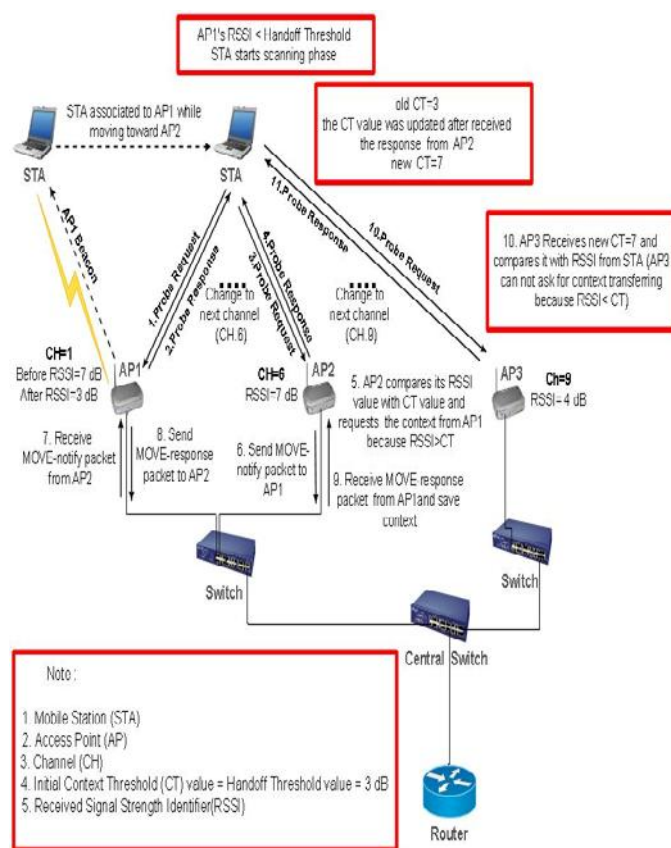 AP1's RSSI < Handoff Threshold
STA starts scanning phase
STA associated to AP1 while
moving toward AP2
old CT=3
the CT value was updated after received
the response from AP2
new CT=7
STA
STA
AP1 Beacon
1.Probe Request
2.Probe Response
4.Probe Response
3.Probe Request
11.Probe Response
10.Probe Request
Change to
next channel
(CH.6)
Change to
next channel
(CH.9)
10. AP3 Receives new CT=7 and
compares it with RSSI from STA (AP3
can not ask for context transferring
because RSSI< CT)
CH=1
Before RSSI=7 dB
After RSSI=3 dB
AP1
CH=6
RSSI=7 dB
AP2
AP3
Ch=9
RSSI= 4 dB
5. AP2 compares its RSSI
value with CT value and
requests the context from AP1
because RSSI>CT
7. Receive
MOVE-notify packet
from AP2
8. Send
MOVE-response
packet to AP2
6. Send MOVE-
notify packet to
AP1
9. Receive MOVE response
packet from AP1and save
context
Switch
Switch
Central Switch
Router
Note :
1. Mobile Station (STA)
2. Access Point (AP)
3. Channel (CH)
4. Initial Context Threshold (CT) value = Handoff Threshold value = 3 dB
5. Received Signal Strength Identifier(RSSI)